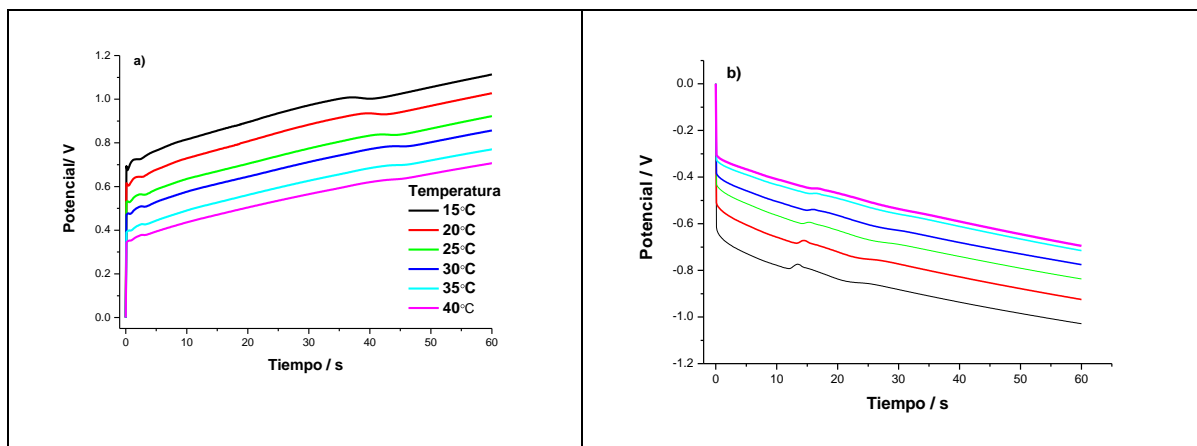 a)
1.2
1.0
0.8
0.6
0.4
0.2
0.0
Potencial/ V
0 10 20 30 40 50 60
Tiempo / s
Temperatura
15°C
20°C
25°C
30°C
35°C
40°C
b)
0.0
-0.2
-0.4
-0.6
-0.8
-1.0
-1.2
Potencial / V
0 10 20 30 40 50 60
Tiempo / s